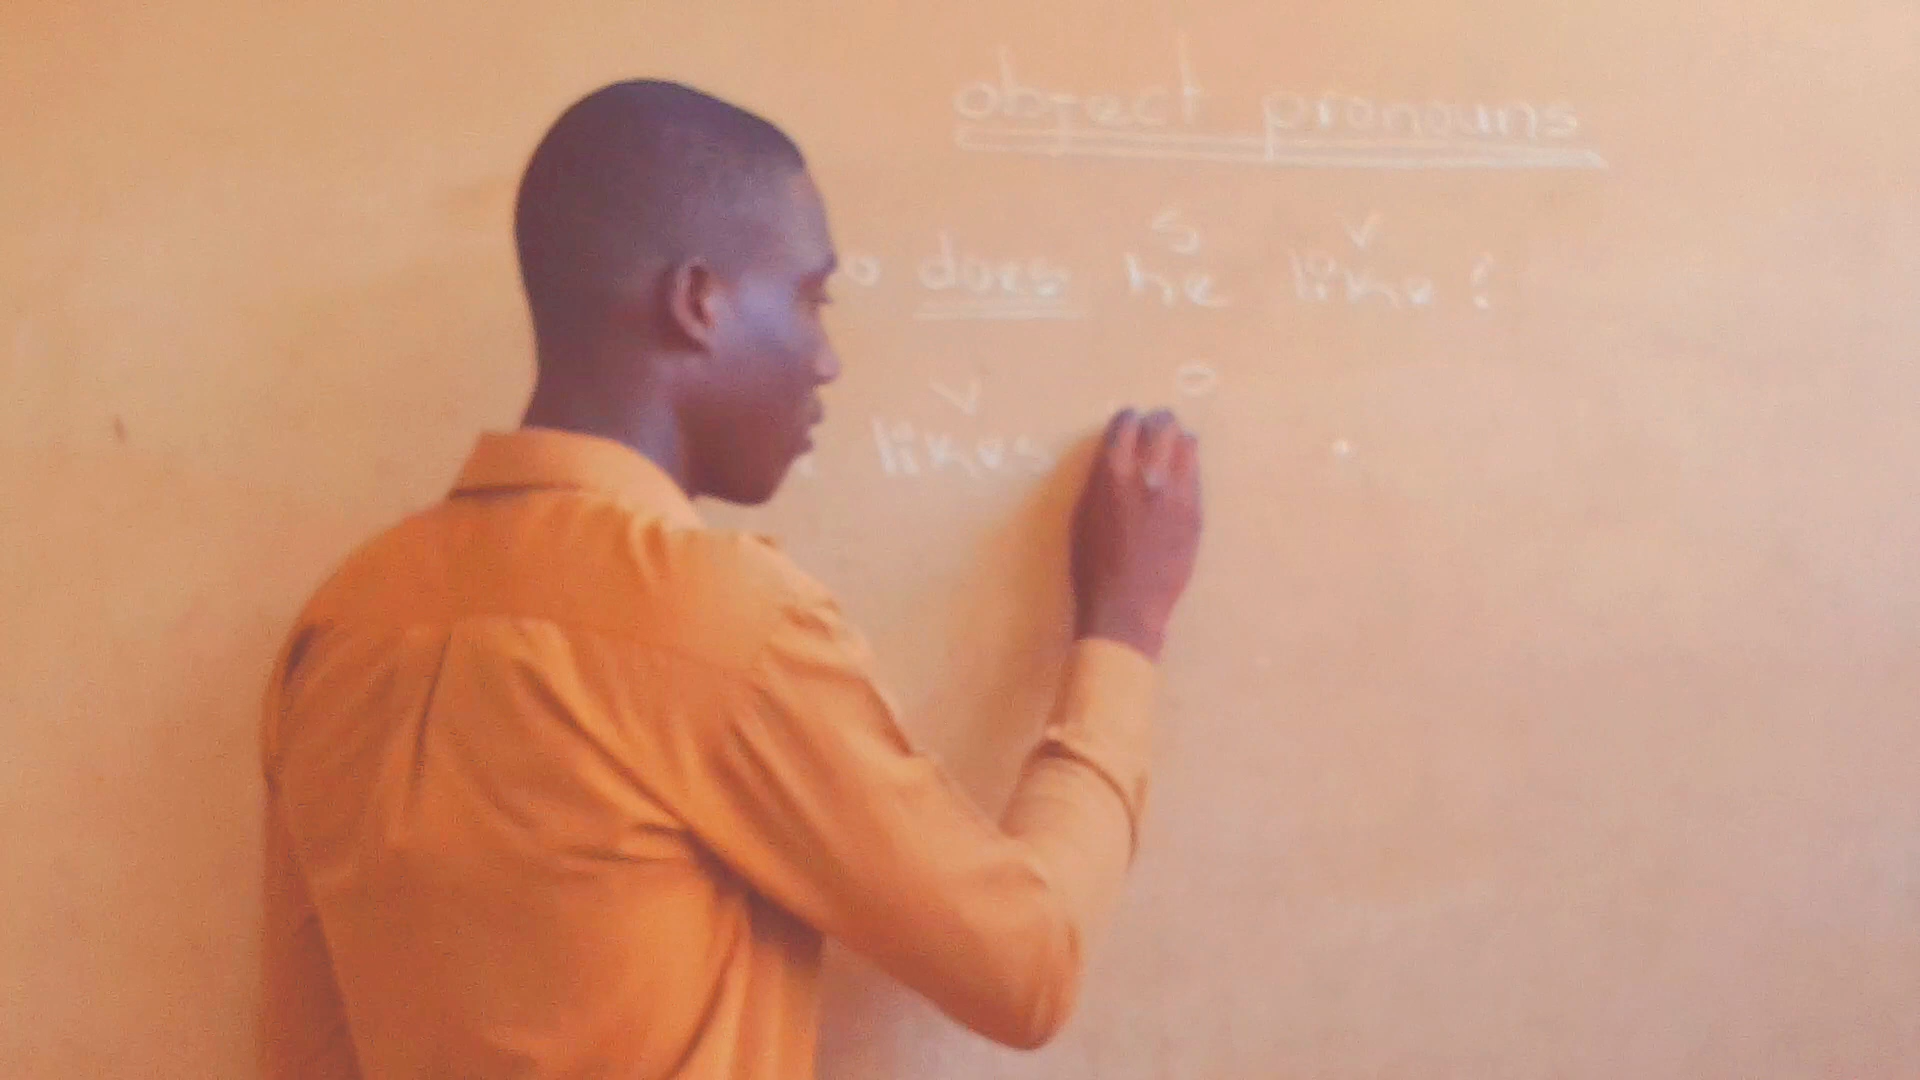 object pronouns
S V
o does he like ?
V O
likes .